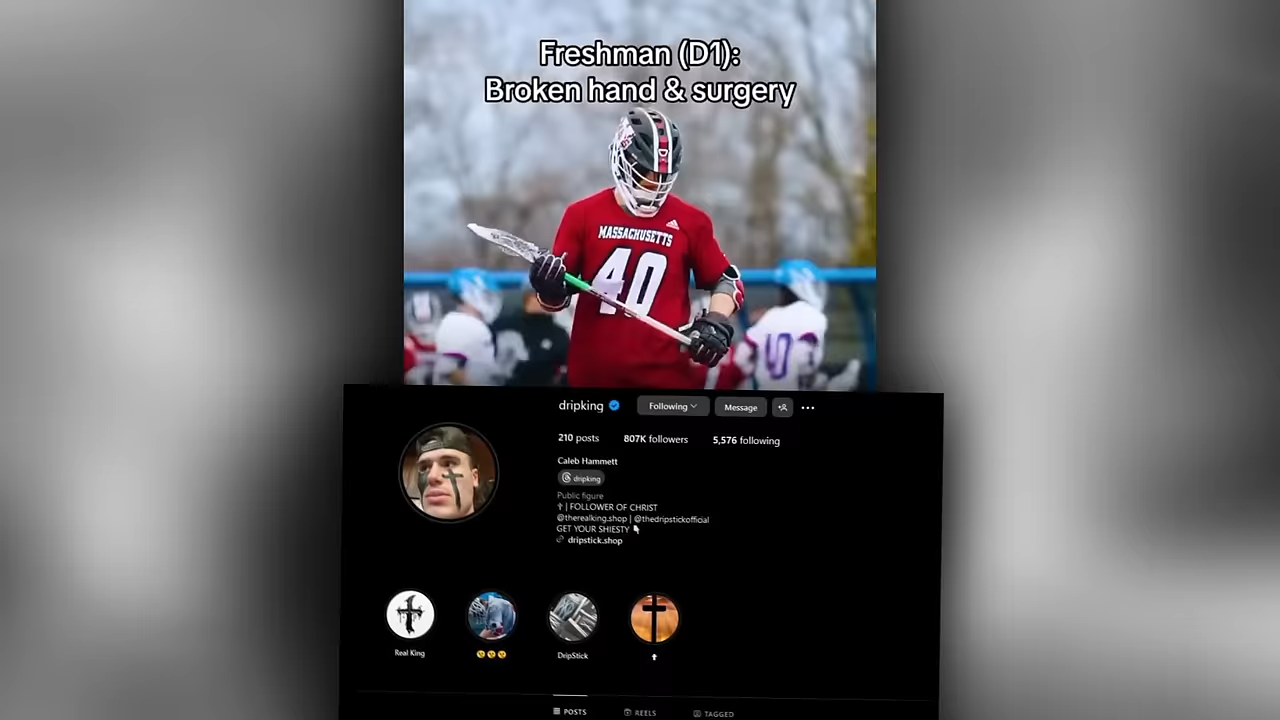 Freshman (D1):
Broken hand & surgery
MASSACHUSETTS
40
dripking Following Message
210 posts 807K followers 5,576 following
Caleb Hammett
dripking
Public figure
✝ | FOLLOWER OF CHRIST
@therealking.shop | @thedripstickofficial
GET YOUR SHIESTY 👇
dripstick.shop
Real King 😗😗😗 DripStick ✝
POSTS REELS TAGGED